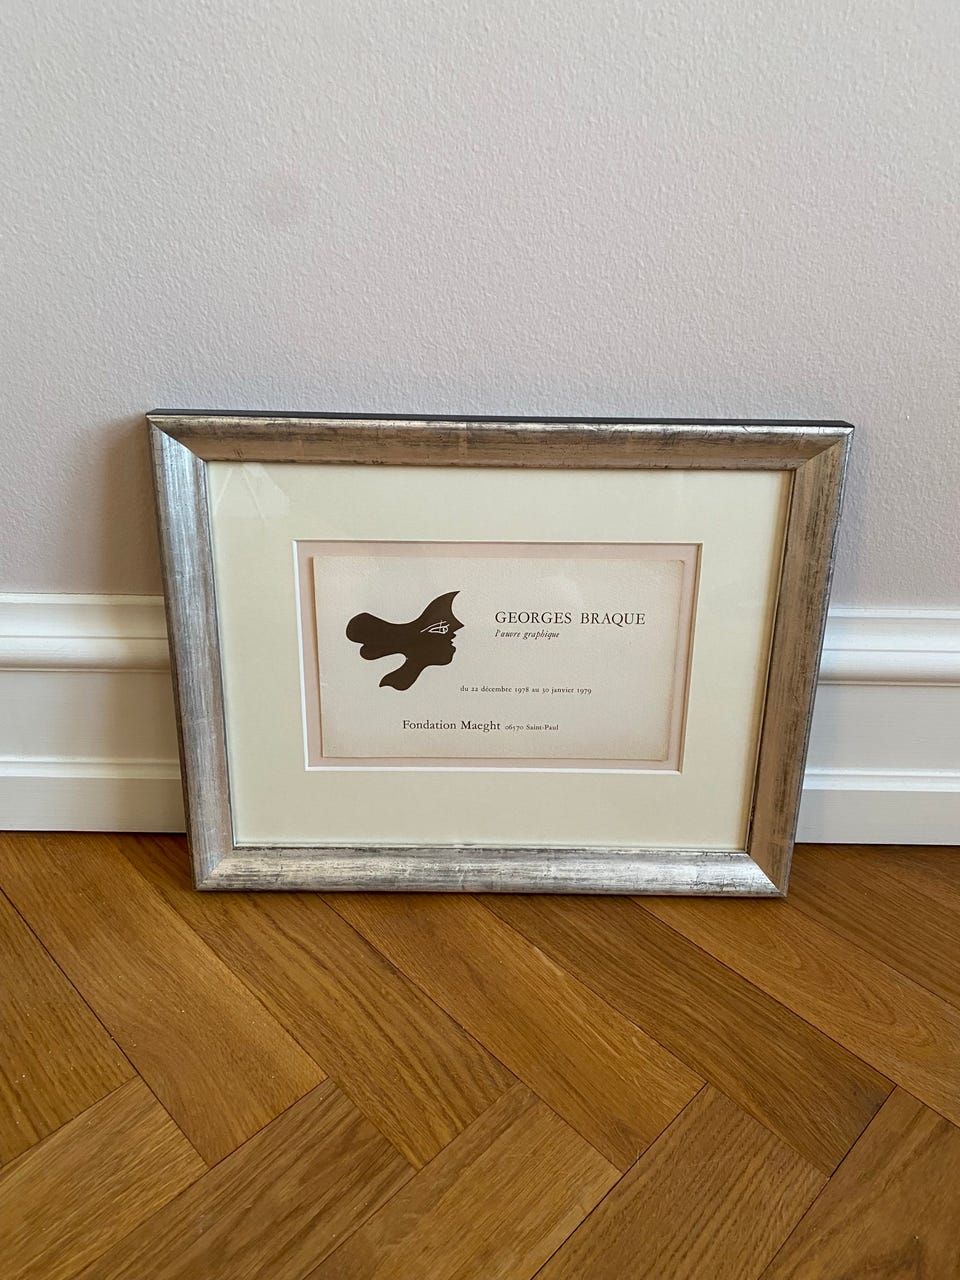 GEORGES BRAQUE
l'œuvre graphique
du 22 décembre 1978 au 30 janvier 1979
Fondation Maeght 06570 Saint-Paul